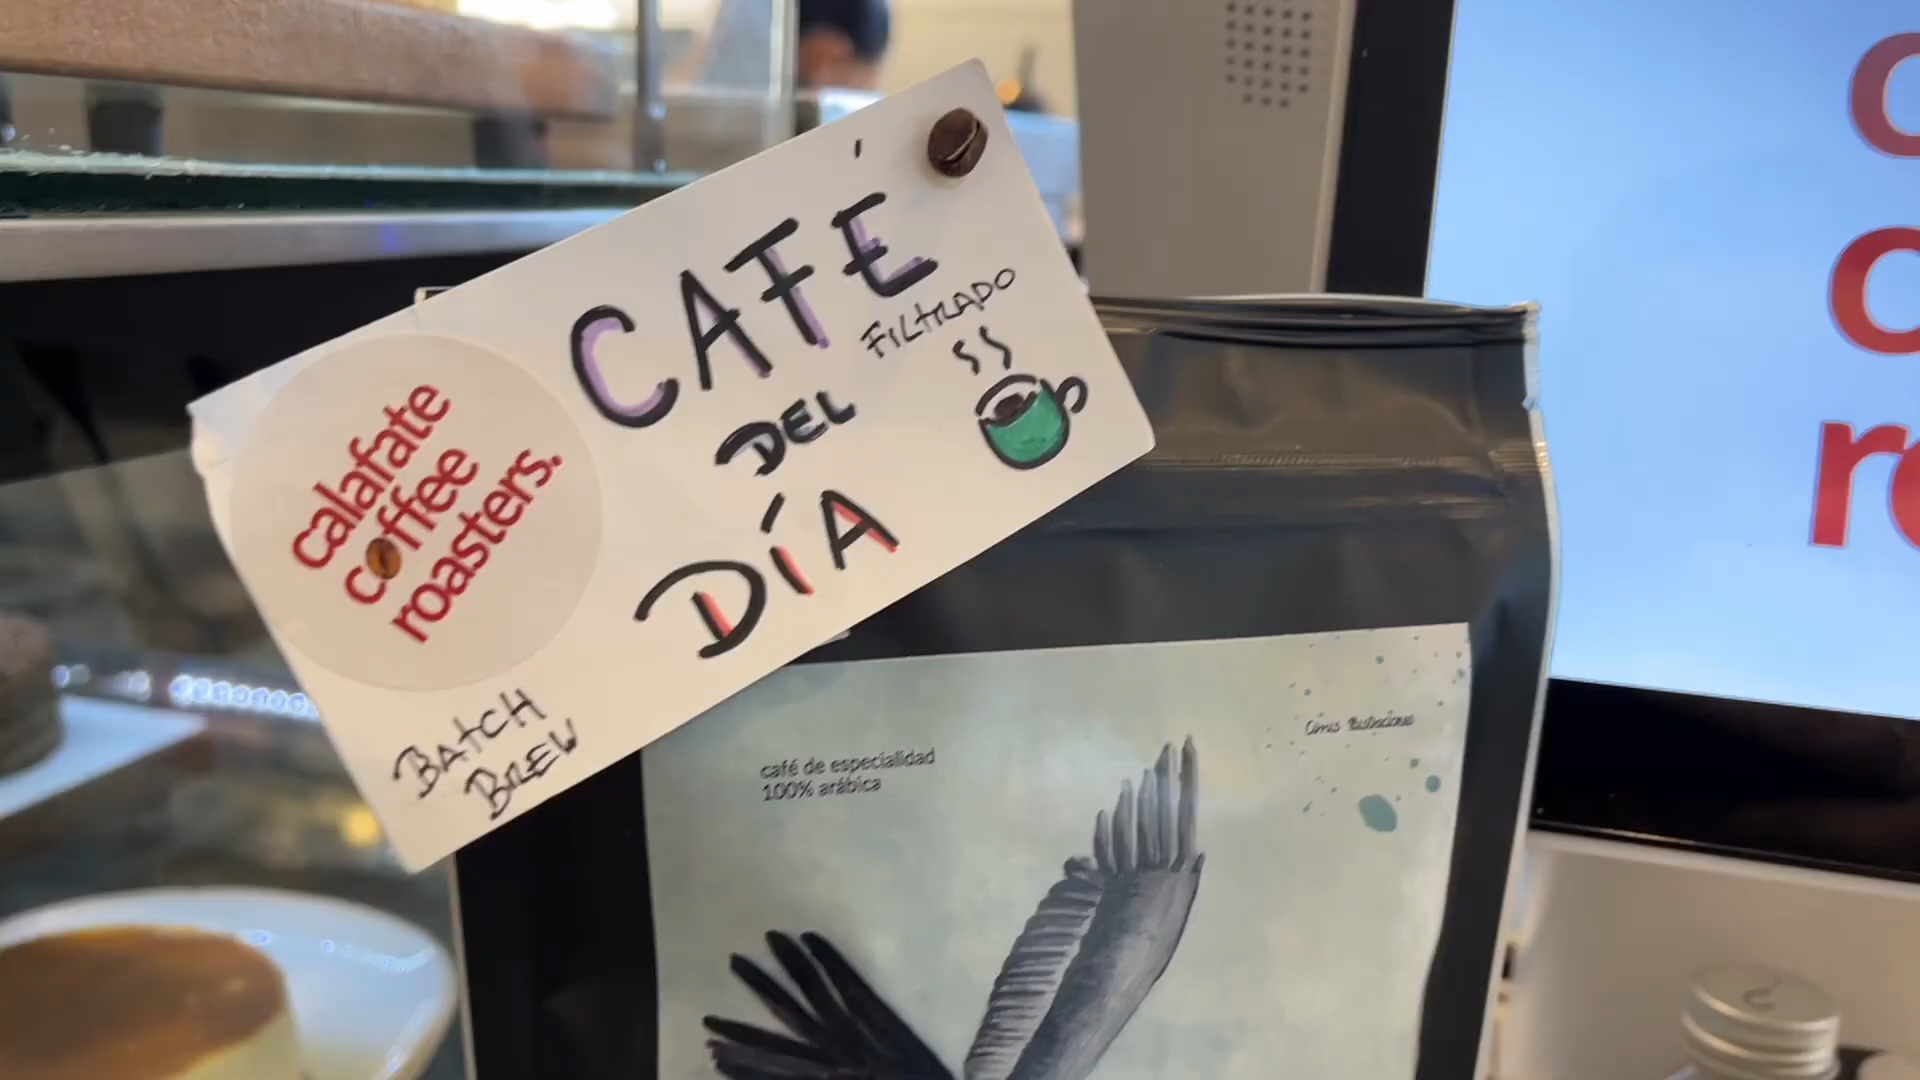 CAFÉ
FILTRADO
DEL
DÍA
calafate
coffee
roasters.
BATCH
BREW
café de especialidad
100% arábica